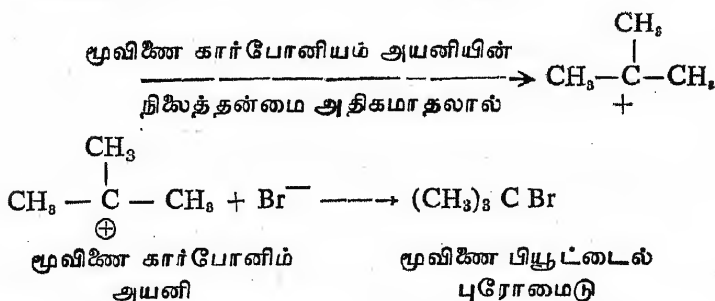 CH₃
மூவிணை கார்போனியம் அயனியின்
CH₃—C—CH₃
நிலைத்தன்மை அதிகமாதலால்
+
CH₃
CH₃ — C — CH₃ + Br⁻ ⟶ (CH₃)₃ C Br
⊕
மூவிணை கார்போனிம் மூவிணை பியூட்டைல்
அயனி புரோமைடு